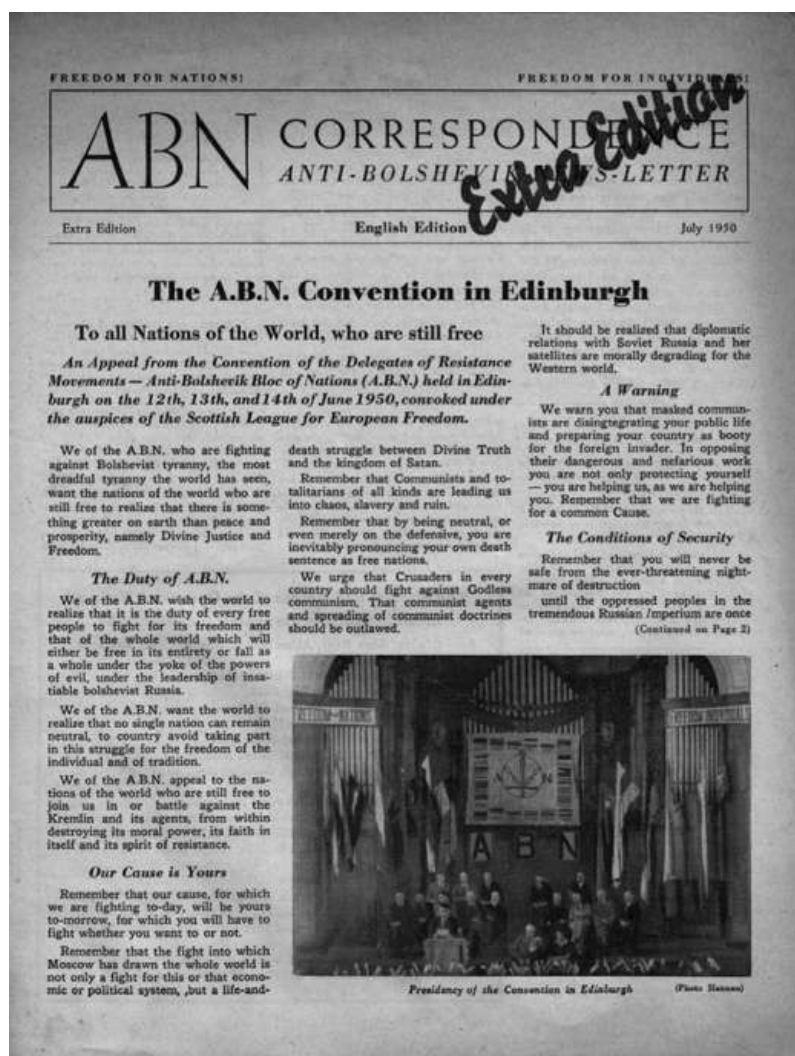 FREEDOM FOR NATIONS!
FREEDOM FOR INDIVIDUALS!
ABN CORRESPONDENCE
ANTI-BOLSHEVIK NEWS-LETTER
Extra Edition
Extra Edition
English Edition
July 1950
The A.B.N. Convention in Edinburgh
To all Nations of the World, who are still free
An Appeal from the Convention of the Delegates of Resistance
Movements — Anti-Bolshevik Bloc of Nations (A.B.N.) held in Edin-
burgh on the 12th, 13th, and 14th of June 1950, convoked under
the auspices of the Scottish League for European Freedom.
We of the A.B.N. who are fighting
against Bolshevist tyranny, the most
dreadful tyranny the world has seen,
want the nations of the world who are
still free to realize that there is some-
thing greater on earth than peace and
prosperity, namely Divine Justice and
Freedom.
The Duty of A.B.N.
We of the A.B.N. wish the world to
realize that it is the duty of every free
people to fight for its freedom and
that of the whole world which will
either be free in its entirety or fall as
a whole under the yoke of the powers
of evil, under the leadership of insa-
tiable bolshevist Russia.
We of the A.B.N. want the world to
realize that no single nation can remain
neutral, to country avoid taking part
in this struggle for the freedom of the
individual and of tradition.
We of the A.B.N. appeal to the na-
tions of the world who are still free to
join us in or battle against the
Kremlin and its agents, from within
destroying its moral power, its faith in
itself and its spirit of resistance.
Our Cause is Yours
Remember that our cause, for which
we are fighting to-day, will be yours
to-morrow, for which you will have to
fight whether you want to or not.
Remember that the fight into which
Moscow has drawn the whole world is
not only a fight for this or that econo-
mic or political system, ,but a life-and-
death struggle between Divine Truth
and the kingdom of Satan.
Remember that Communists and to-
talitarians of all kinds are leading us
into chaos, slavery and ruin.
Remember that by being neutral, or
even merely on the defensive, you are
inevitably pronouncing your own death
sentence as free nations.
We urge that Crusaders in every
country should fight against Godless
communism. That communist agents
and spreading of communist doctrines
should be outlawed.
It should be realized that diplomatic
relations with Soviet Russia and her
satellites are morally degrading for the
Western world.
A Warning
We warn you that masked commun-
ists are disingtegrating your public life
and preparing your country as booty
for the foreign invader. In opposing
their dangerous and nefarious work
you are not only protecting yourself
— you are helping us, as we are helping
you. Remember that we are fighting
for a common Cause.
The Conditions of Security
Remember that you will never be
safe from the ever-threatening night-
mare of destruction
until the oppressed peoples in the
tremendous Russian Imperium are once
(Continued on Page 2)
A N
A B N
Presidency of the Convention in Edinburgh
(Photo